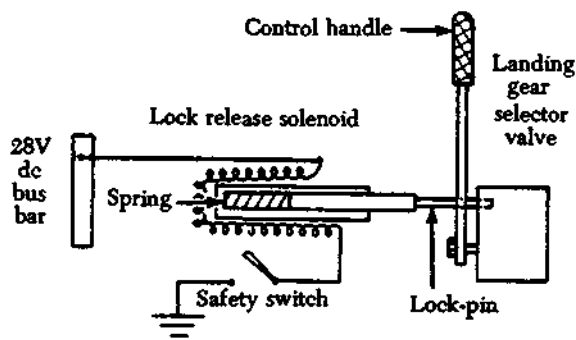 Control handle
Landing
gear
selector
valve
Lock release solenoid
28V
dc
bus
bar
Spring
Safety switch
Lock-pin